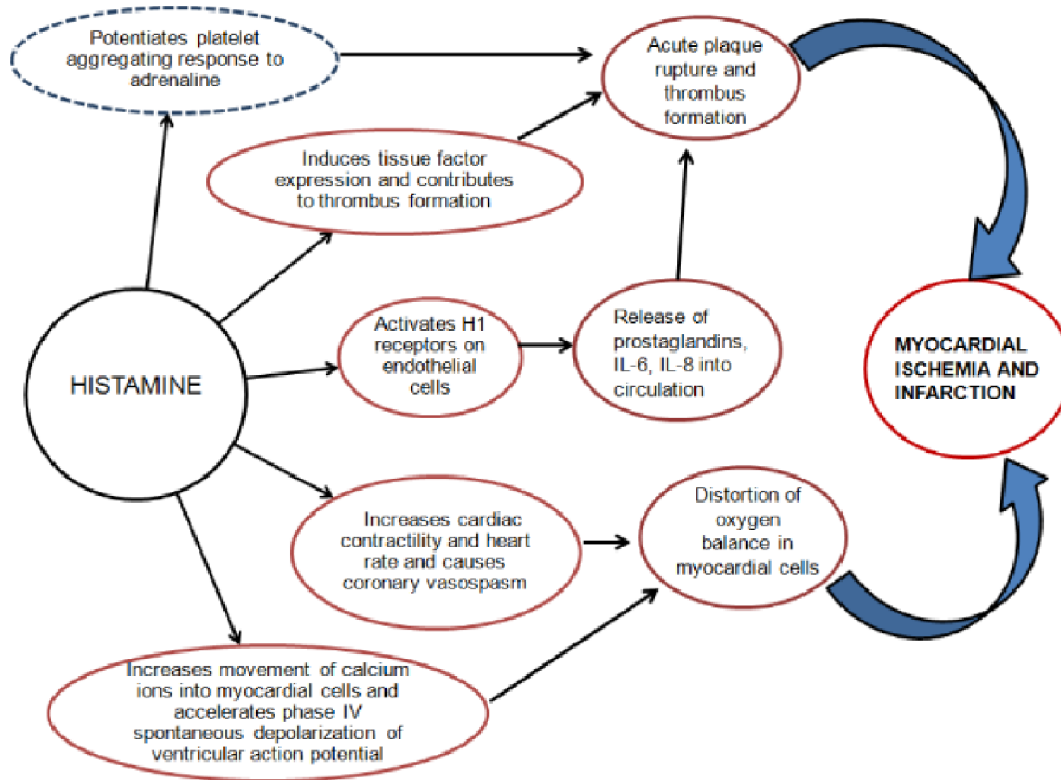 Potentiates platelet
aggregating response to
adrenaline
Acute plaque
rupture and
thrombus
formation
Induces tissue factor
expression and contributes
to thrombus formation
HISTAMINE
Activates H1
receptors on
endothelial
cells
Release of
prostaglandins,
IL-6, IL-8 into
circulation
MYOCARDIAL
ISCHEMIA AND
INFARCTION
Increases cardiac
contractility and heart
rate and causes
coronary vasospasm
Distortion of
oxygen
balance in
myocardial cells
Increases movement of calcium
ions into myocardial cells and
accelerates phase IV
spontaneous depolarization of
ventricular action potential